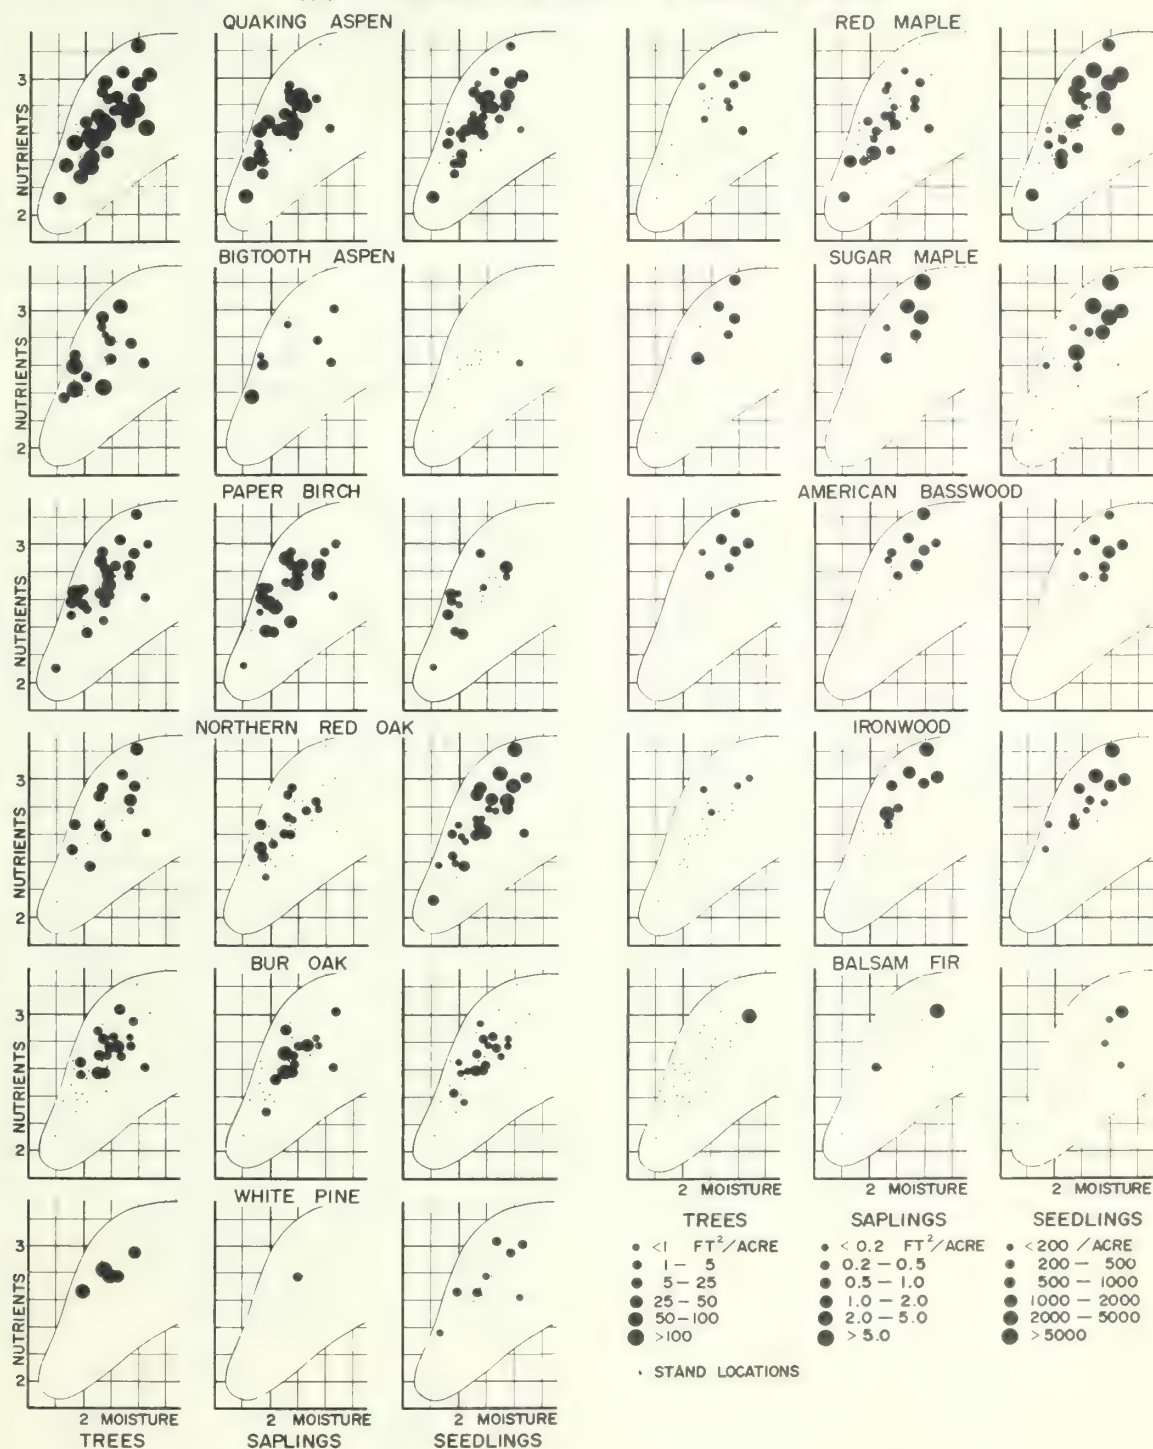 QUAKING ASPEN
3
NUTRIENTS
2
BIGTOOTH ASPEN
3
NUTRIENTS
2
PAPER BIRCH
3
NUTRIENTS
2
NORTHERN RED OAK
3
NUTRIENTS
2
BUR OAK
3
NUTRIENTS
2
WHITE PINE
3
NUTRIENTS
2
2 MOISTURE
2 MOISTURE
TREES
SAPLINGS
SEEDLINGS
RED MAPLE
SUGAR MAPLE
AMERICAN BASSWOOD
IRONWOOD
BALSAM FIR
2 MOISTURE
2 MOISTURE
TREES
<1 FT²/ACRE
1 – 5
5 – 25
25 – 50
50 – 100
>100
SAPLINGS
< 0.2 FT²/ACRE
0.2 – 0.5
0.5 – 1.0
1.0 – 2.0
2.0 – 5.0
> 5.0
SEEDLINGS
<200 / ACRE
200 – 500
500 – 1000
1000 – 2000
2000 – 5000
>5000
· STAND LOCATIONS